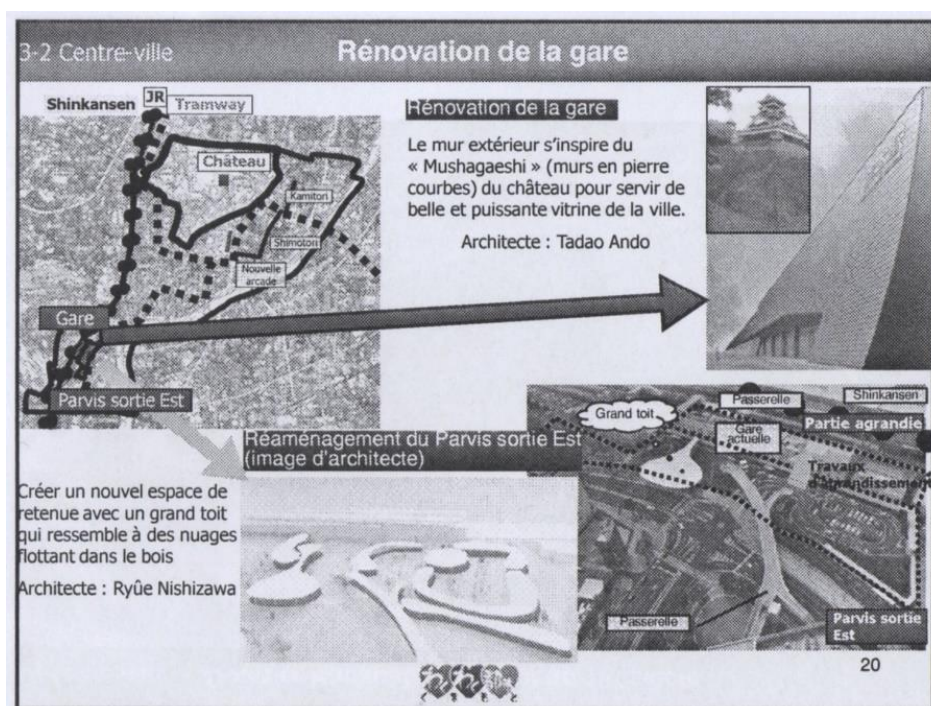 3-2 Centre-ville
Rénovation de la gare
Shinkansen
JR
Tramway
Château
Kamitori
Shimotori
Nouvelle
arcade
Gare
Parvis sortie Est
Rénovation de la gare
Le mur extérieur s'inspire du
« Mushagaeshi » (murs en pierre
courbes) du château pour servir de
belle et puissante vitrine de la ville.
Architecte : Tadao Ando
Réaménagement du Parvis sortie Est
(image d'architecte)
Créer un nouvel espace de
retenue avec un grand toit
qui ressemble à des nuages
flottant dans le bois
Architecte : Ryûe Nishizawa
Grand toit
Passerelle
Shinkansen
Gare
actuelle
Partie agrandie
Travaux
d'agrandissement
Passerelle
Parvis sortie
Est
20